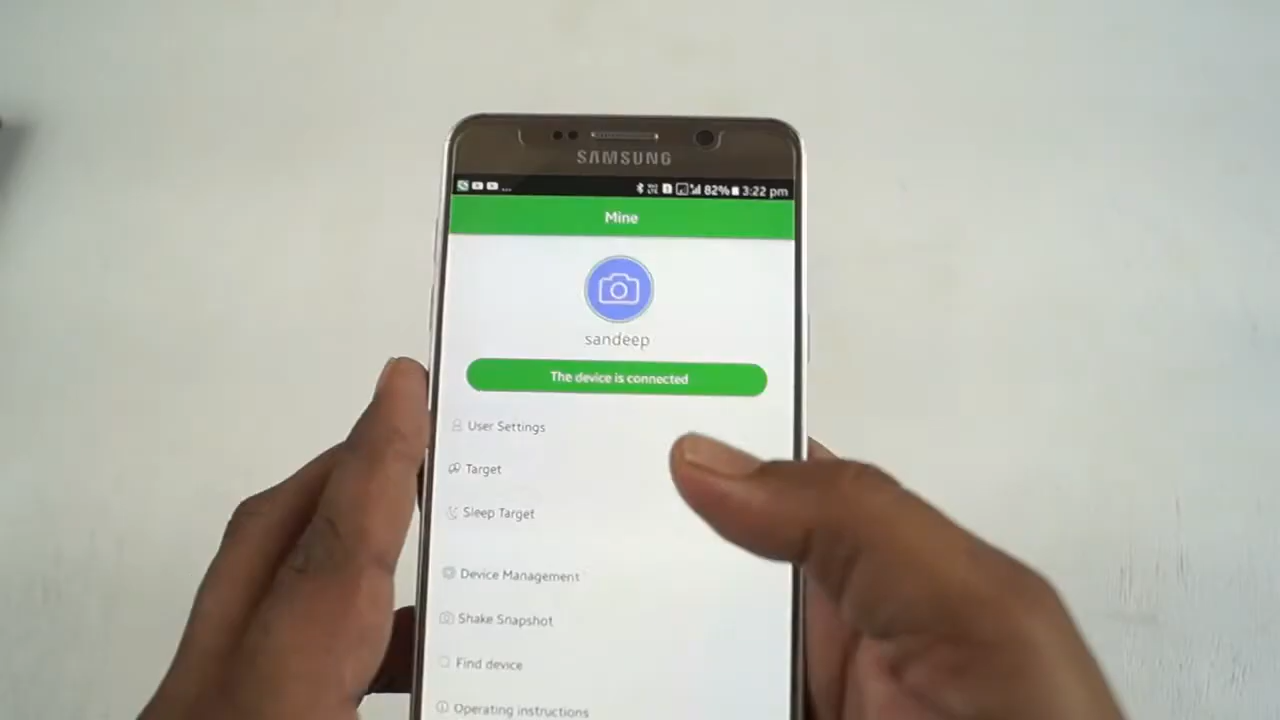 SAMSUNG
... 82% 3:22 pm
Mine
sandeep
The device is connected
User Settings
Target
Sleep Target
Device Management
Shake Snapshot
Find device
Operating instructions